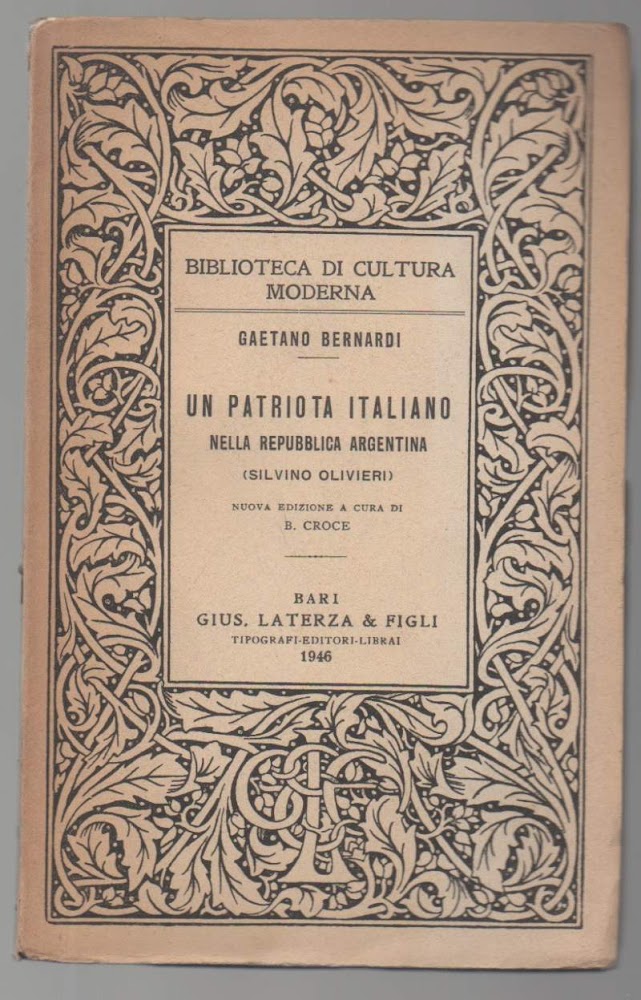 BIBLIOTECA DI CULTURA
MODERNA
GAETANO BERNARDI
UN PATRIOTA ITALIANO
NELLA REPUBBLICA ARGENTINA
(SILVINO OLIVIERI)
NUOVA EDIZIONE A CURA DI
B. CROCE
BARI
GIUS. LATERZA & FIGLI
TIPOGRAFI-EDITORI-LIBRAI
1946